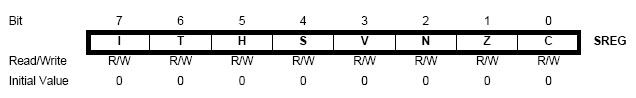 Bit 7 6 5 4 3 2 1 0
I T H S V N Z C SREG
Read/Write R/W R/W R/W R/W R/W R/W R/W R/W
Initial Value 0 0 0 0 0 0 0 0